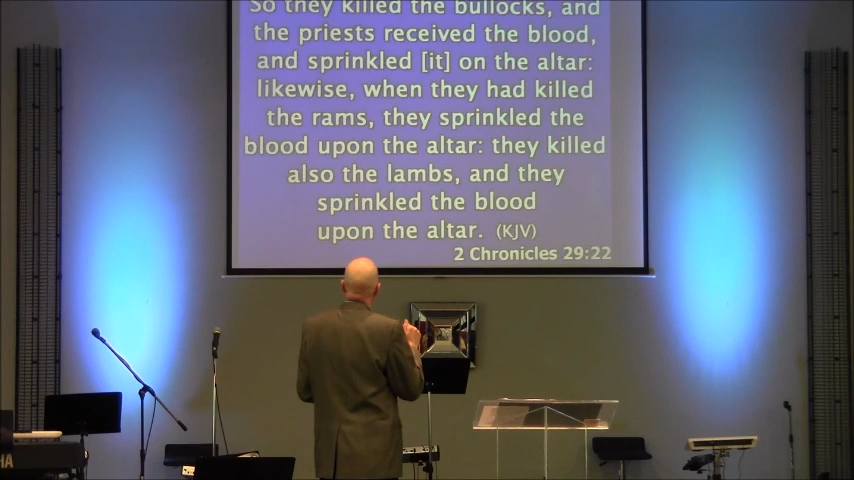 So they killed the bullocks, and
the priests received the blood,
and sprinkled [it] on the altar:
likewise, when they had killed
the rams, they sprinkled the
blood upon the altar: they killed
also the lambs, and they
sprinkled the blood
upon the altar. (KJV)
2 Chronicles 29:22
HA